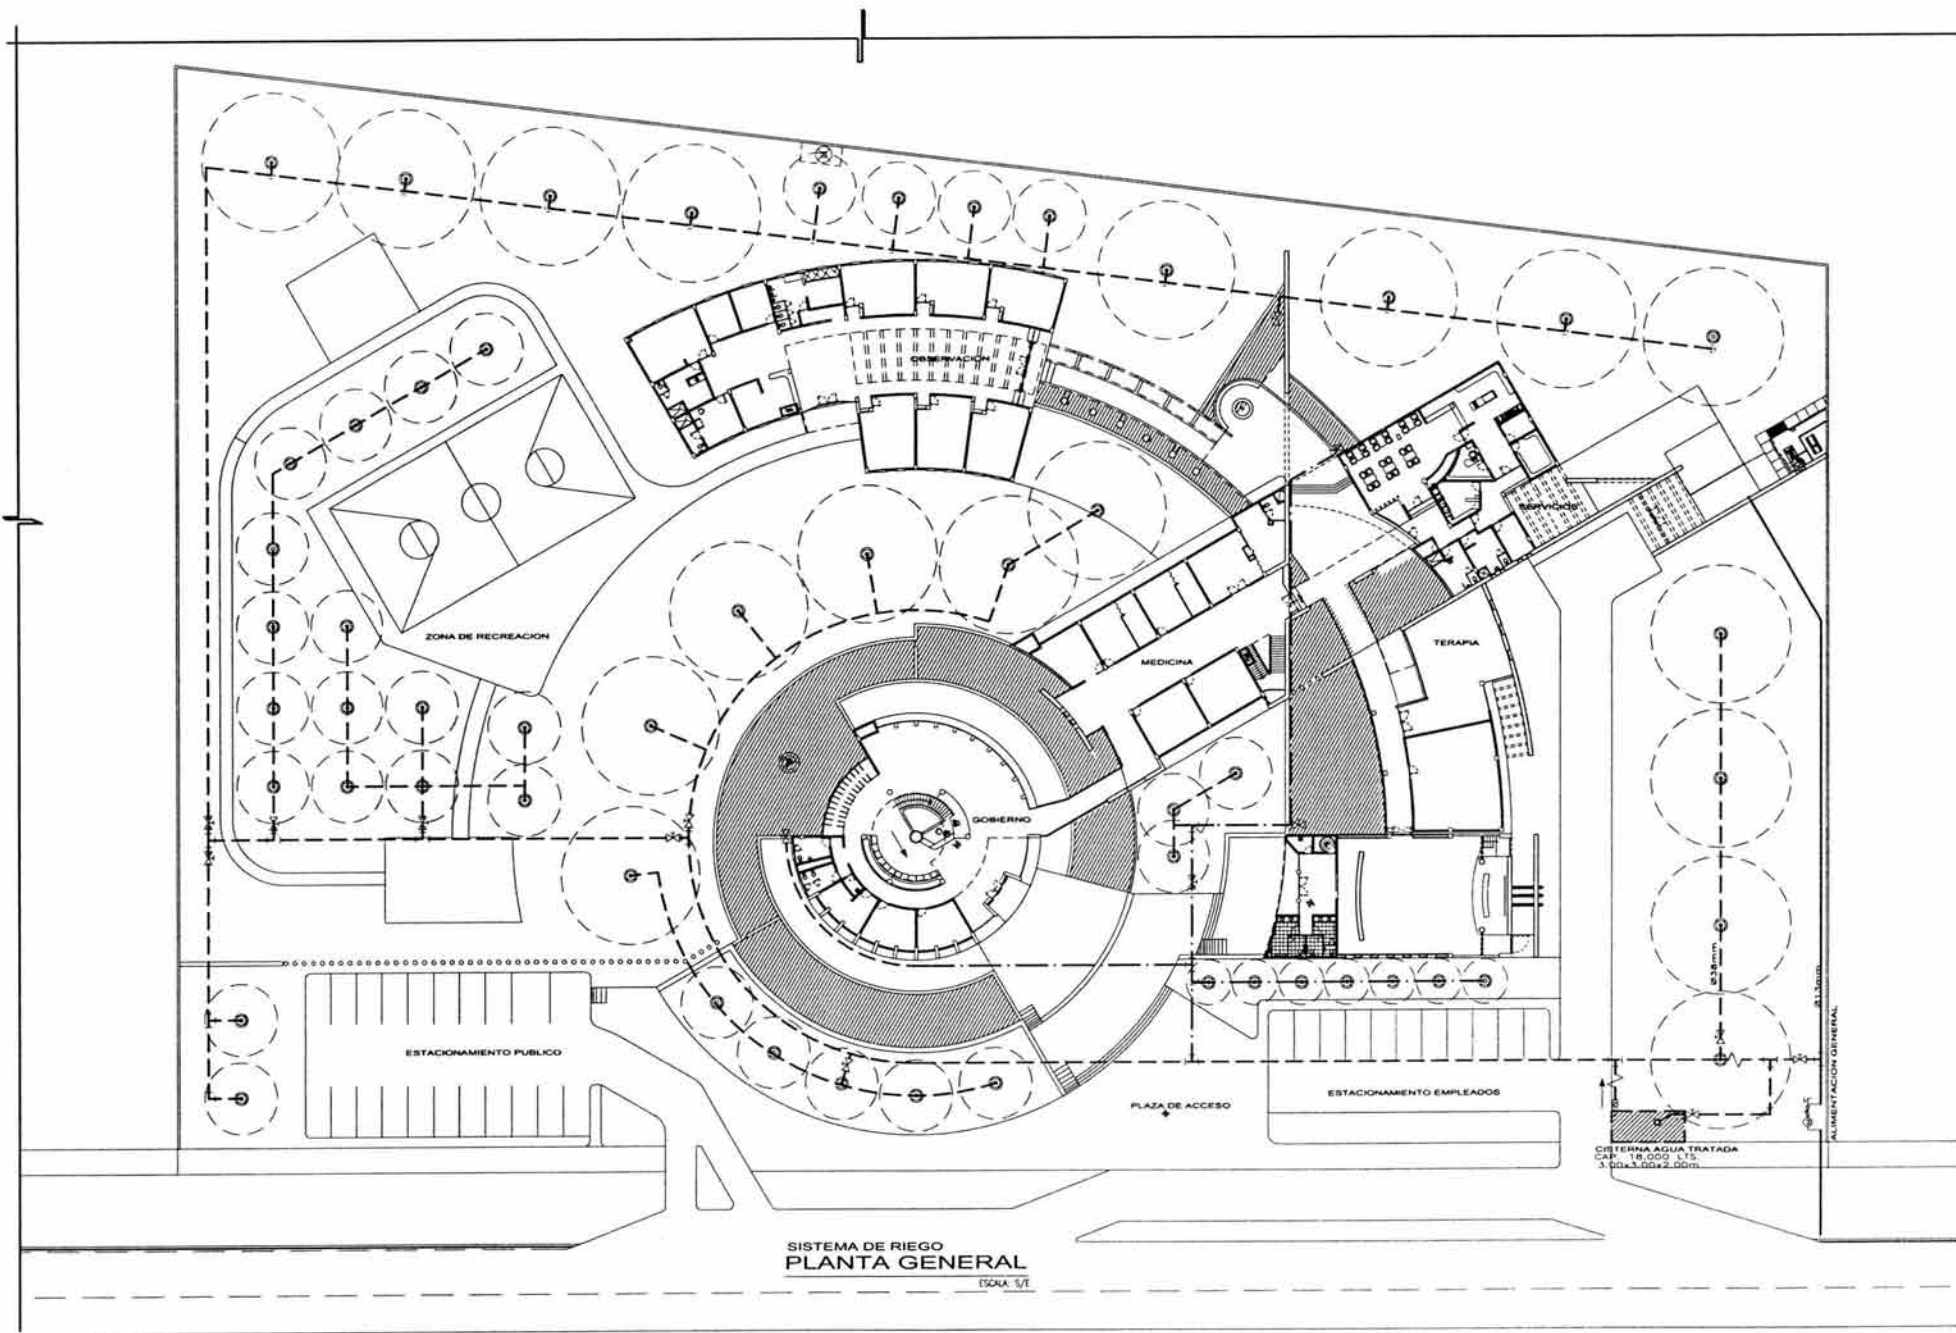 OBSERVACION
SERVICIOS
ZONA DE RECREACION
TERAPIA
MEDICINA
GOBIERNO
Ø38mm
Ø13mm
ALIMENTACION GENERAL
ESTACIONAMIENTO PUBLICO
ESTACIONAMIENTO EMPLEADOS
PLAZA DE ACCESO
CISTERNA AGUA TRATADA
CAP. 18,000 LTS.
3.00x3.00x2.00m
SISTEMA DE RIEGO
PLANTA GENERAL
ESCALA: S/E